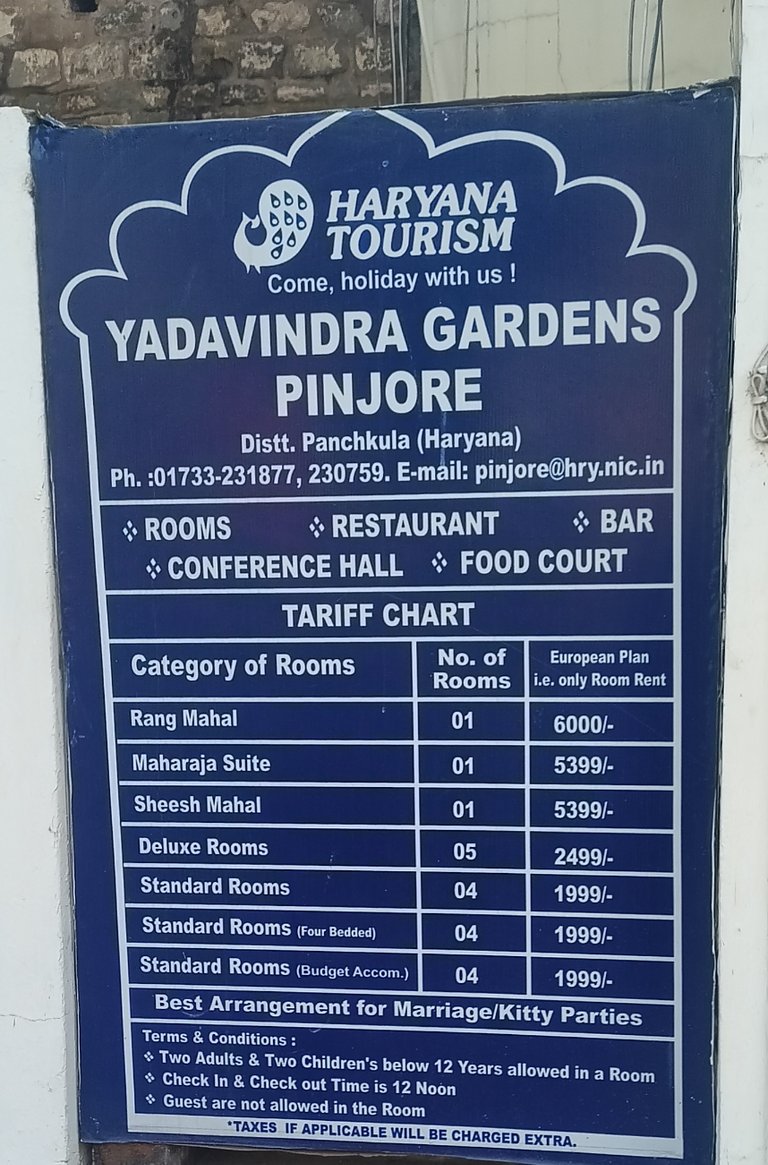 HARYANA
TOURISM
Come, holiday with us !
YADAVINDRA GARDENS
PINJORE
Distt. Panchkula (Haryana)
Ph. :01733-231877, 230759. E-mail: pinjore@hry.nic.in
❖ ROOMS ❖ RESTAURANT ❖ BAR
❖ CONFERENCE HALL ❖ FOOD COURT
TARIFF CHART
Category of Rooms No. of Rooms European Plan i.e. only Room Rent
Rang Mahal 01 6000/-
Maharaja Suite 01 5399/-
Sheesh Mahal 01 5399/-
Deluxe Rooms 05 2499/-
Standard Rooms 04 1999/-
Standard Rooms (Four Bedded) 04 1999/-
Standard Rooms (Budget Accom.) 04 1999/-
Best Arrangement for Marriage/Kitty Parties
Terms & Conditions :
❖ Two Adults & Two Children's below 12 Years allowed in a Room
❖ Check In & Check out Time is 12 Noon
❖ Guest are not allowed in the Room
*TAXES IF APPLICABLE WILL BE CHARGED EXTRA.